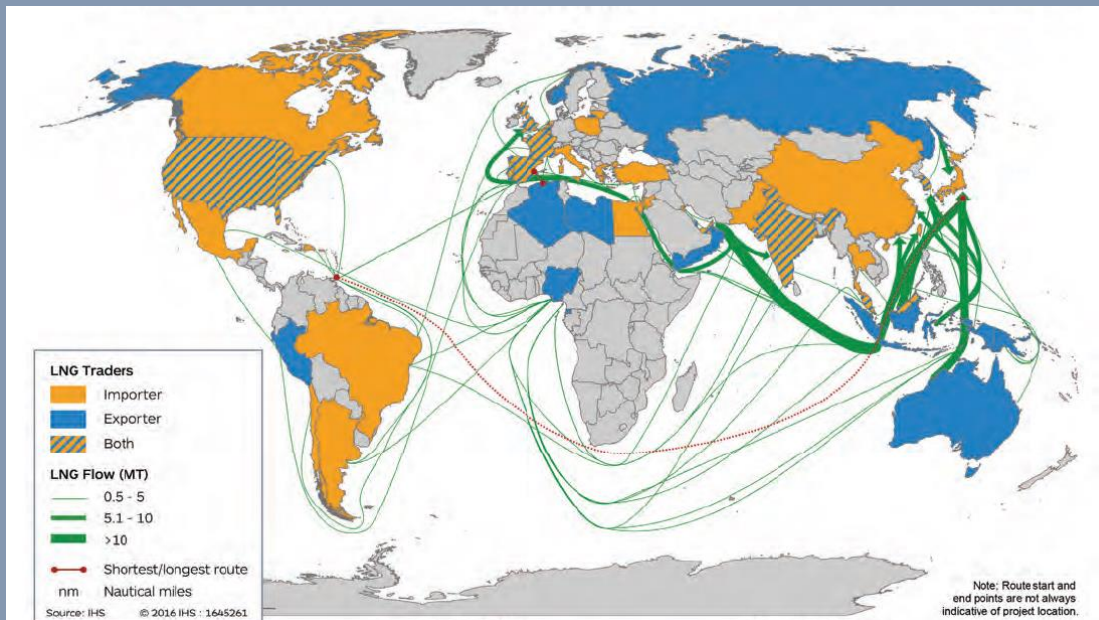 LNG Traders
Importer
Exporter
Both
LNG Flow (MT)
0.5 - 5
5.1 - 10
>10
Shortest/longest route
nm Nautical miles
Source: IHS © 2016 IHS : 1645261
Note: Route start and
end points are not always
indicative of project location.